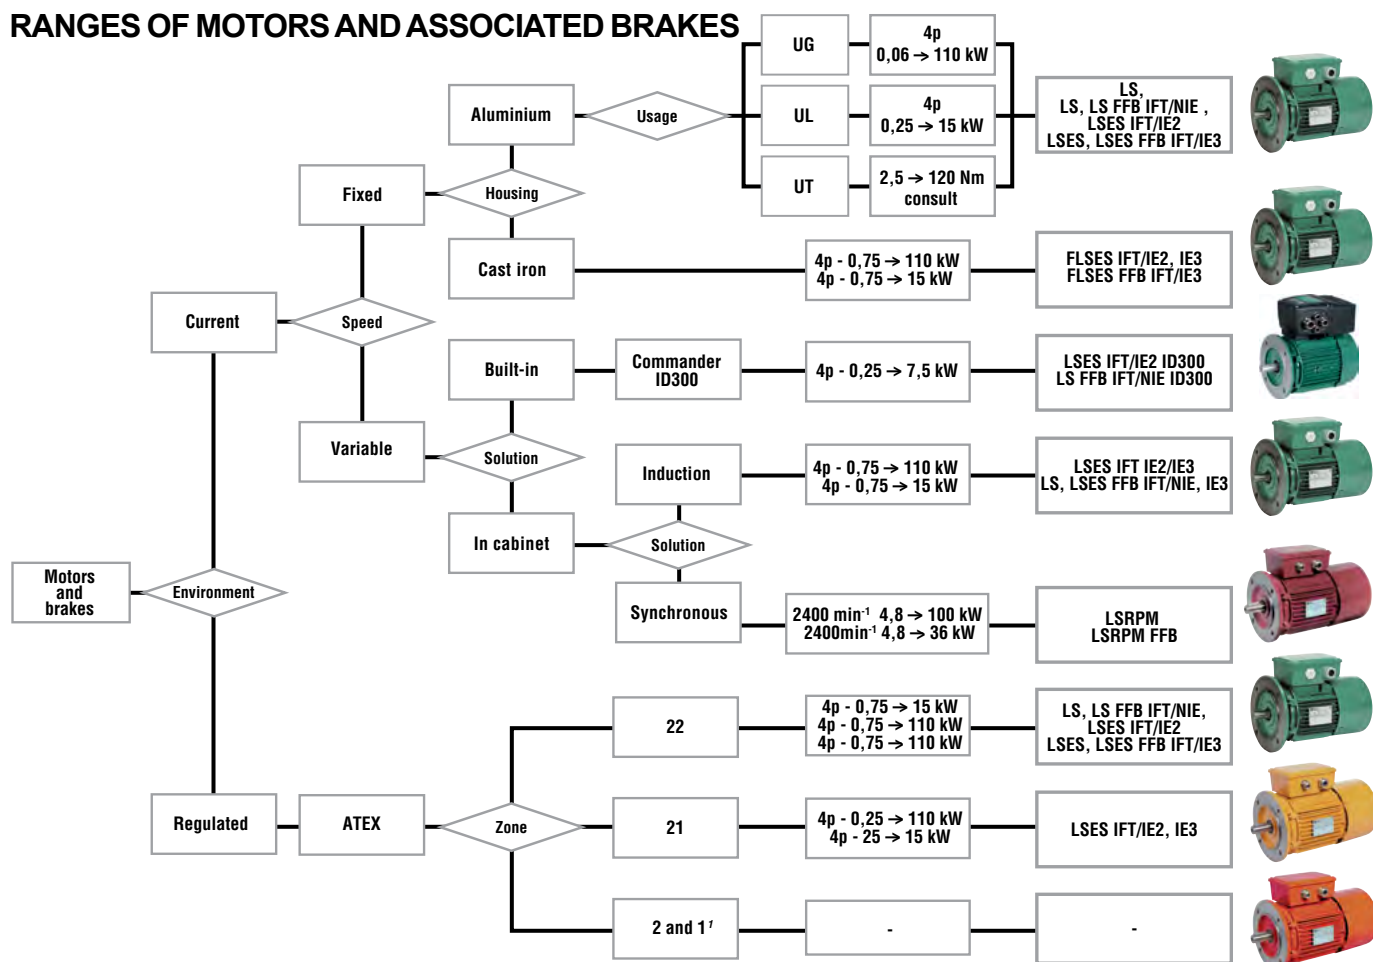 RANGES OF MOTORS AND ASSOCIATED BRAKES
UG
4p
0,06 → 110 kW
Aluminium
Usage
UL
4p
0,25 → 15 kW
LS,
LS, LS FFB IFT/NIE ,
LSES IFT/IE2
LSES, LSES FFB IFT/IE3
UT
2,5 → 120 Nm
consult
Fixed
Housing
Cast iron
4p - 0,75 → 110 kW
4p - 0,75 → 15 kW
FLSES IFT/IE2, IE3
FLSES FFB IFT/IE3
Current
Speed
Built-in
Commander
ID300
4p - 0,25 → 7,5 kW
LSES IFT/IE2 ID300
LS FFB IFT/NIE ID300
Variable
Solution
Induction
4p - 0,75 → 110 kW
4p - 0,75 → 15 kW
LSES IFT IE2/IE3
LS, LSES FFB IFT/NIE, IE3
In cabinet
Solution
Motors
and
brakes
Environment
Synchronous
2400 min-1 4,8 → 100 kW
2400min-1 4,8 → 36 kW
LSRPM
LSRPM FFB
22
4p - 0,75 → 15 kW
4p - 0,75 → 110 kW
4p - 0,75 → 110 kW
LS, LS FFB IFT/NIE,
LSES IFT/IE2
LSES, LSES FFB IFT/IE3
Regulated
ATEX
Zone
21
4p - 0,25 → 110 kW
4p - 25 → 15 kW
LSES IFT/IE2, IE3
2 and 1¹
-
-